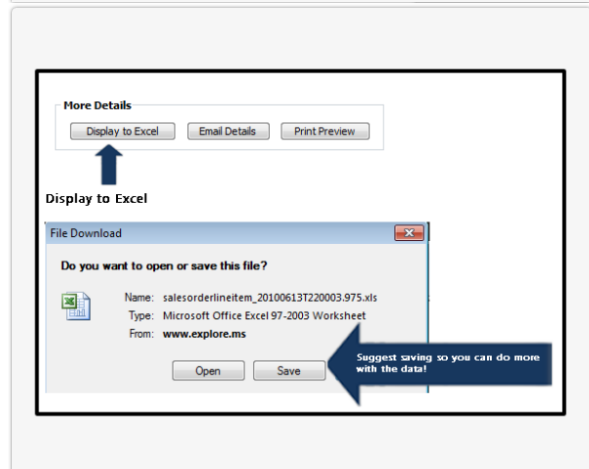 More Details
Display to Excel Email Details Print Preview
Display to Excel
File Download
Do you want to open or save this file?
Name: salesorderlineitem_20100613T220003.975.xls
Type: Microsoft Office Excel 97-2003 Worksheet
From: www.explore.ms
Open Save
Suggest saving so you can do more
with the data!